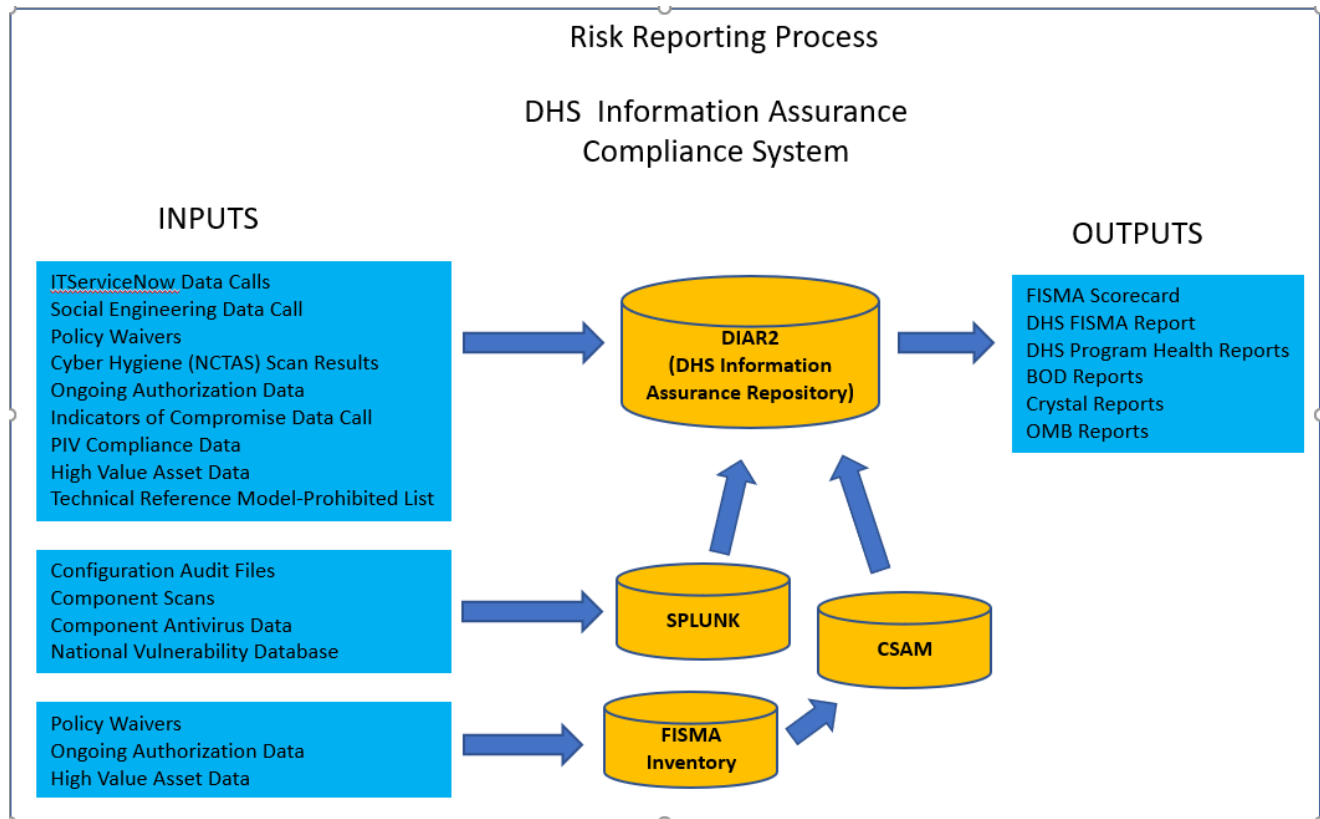 Risk Reporting Process
DHS Information Assurance
Compliance System
INPUTS
ITServiceNow Data Calls
Social Engineering Data Call
Policy Waivers
Cyber Hygiene (NCTAS) Scan Results
Ongoing Authorization Data
Indicators of Compromise Data Call
PIV Compliance Data
High Value Asset Data
Technical Reference Model-Prohibited List
Configuration Audit Files
Component Scans
Component Antivirus Data
National Vulnerability Database
Policy Waivers
Ongoing Authorization Data
High Value Asset Data
DIAR2
(DHS Information
Assurance Repository)
SPLUNK
CSAM
FISMA
Inventory
OUTPUTS
FISMA Scorecard
DHS FISMA Report
DHS Program Health Reports
BOD Reports
Crystal Reports
OMB Reports